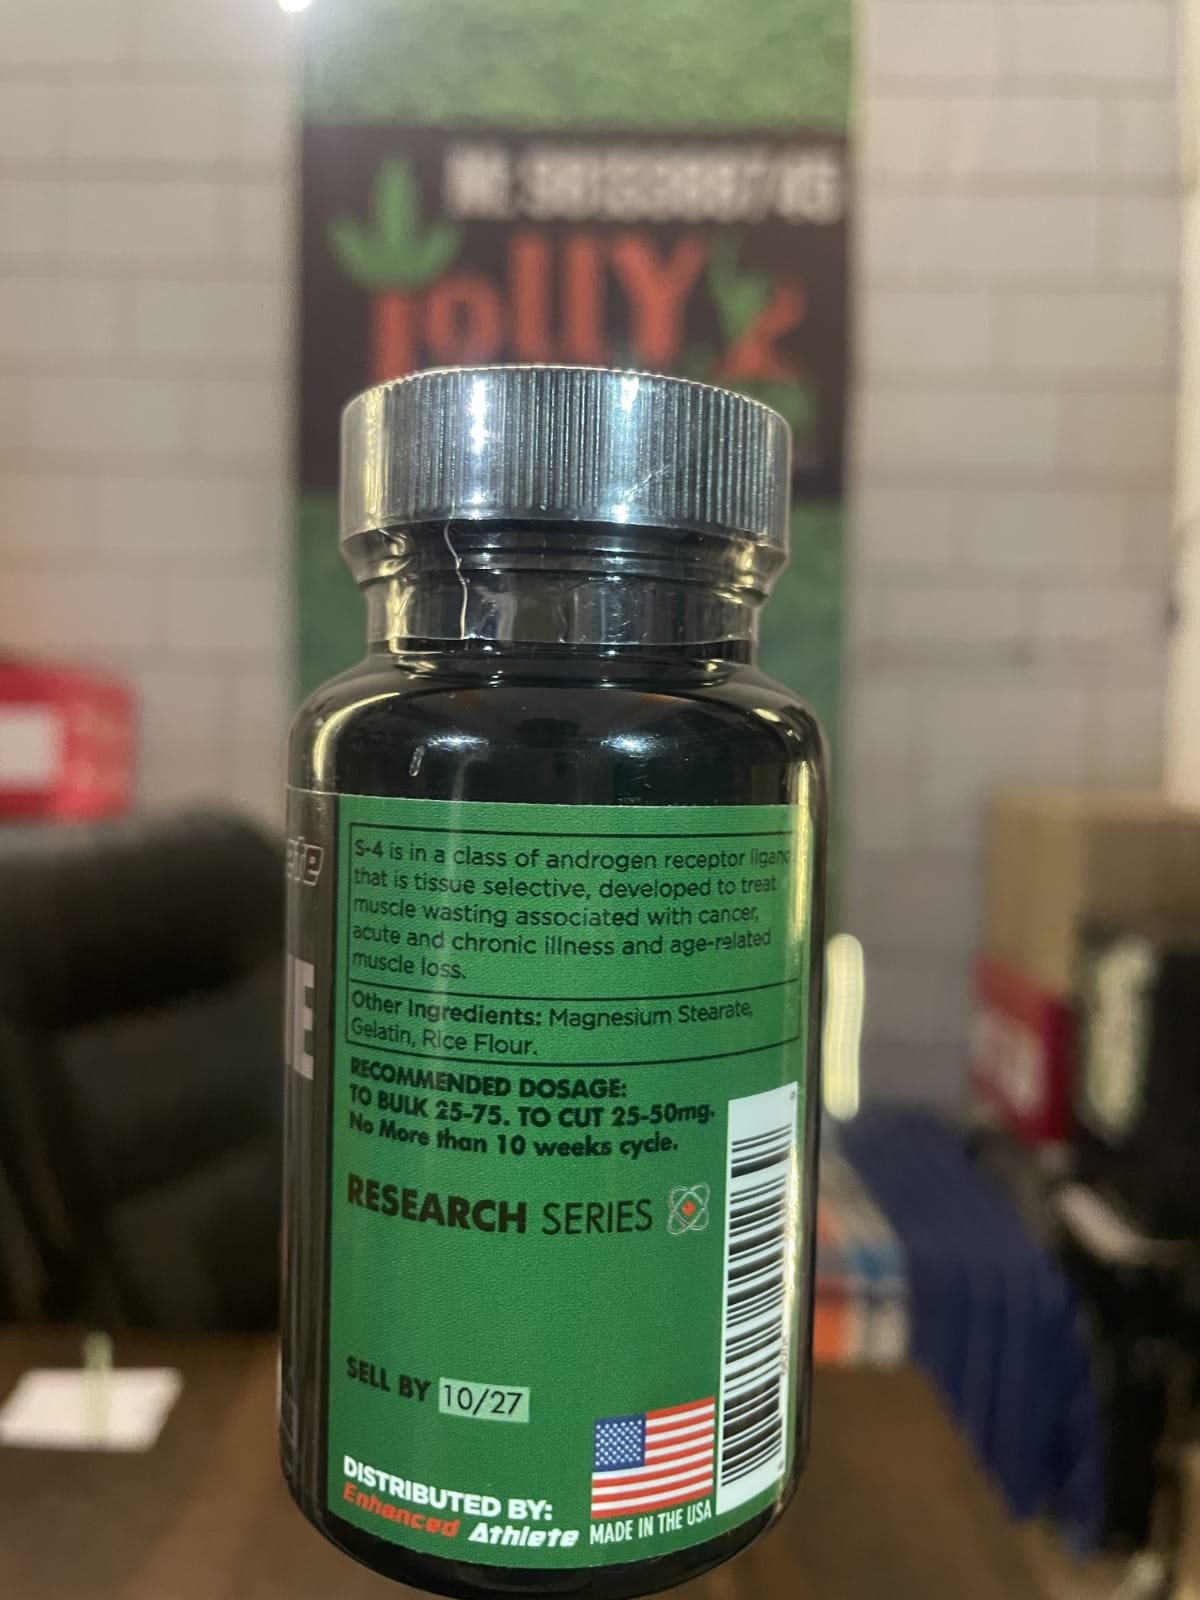 jollY
S-4 is in a class of androgen receptor ligand
that is tissue selective, developed to treat
muscle wasting associated with cancer,
acute and chronic illness and age-related
muscle loss.
Other Ingredients: Magnesium Stearate,
Gelatin, Rice Flour.
RECOMMENDED DOSAGE:
TO BULK 25-75. TO CUT 25-50mg.
No More than 10 weeks cycle.
RESEARCH SERIES
SELL BY 10/27
DISTRIBUTED BY:
Enhanced Athlete
MADE IN THE USA